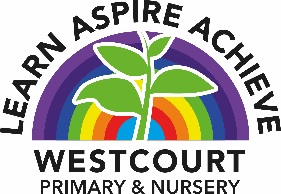 LEARN ASPIRE ACHIEVE
WESTCOURT
PRIMARY & NURSERY